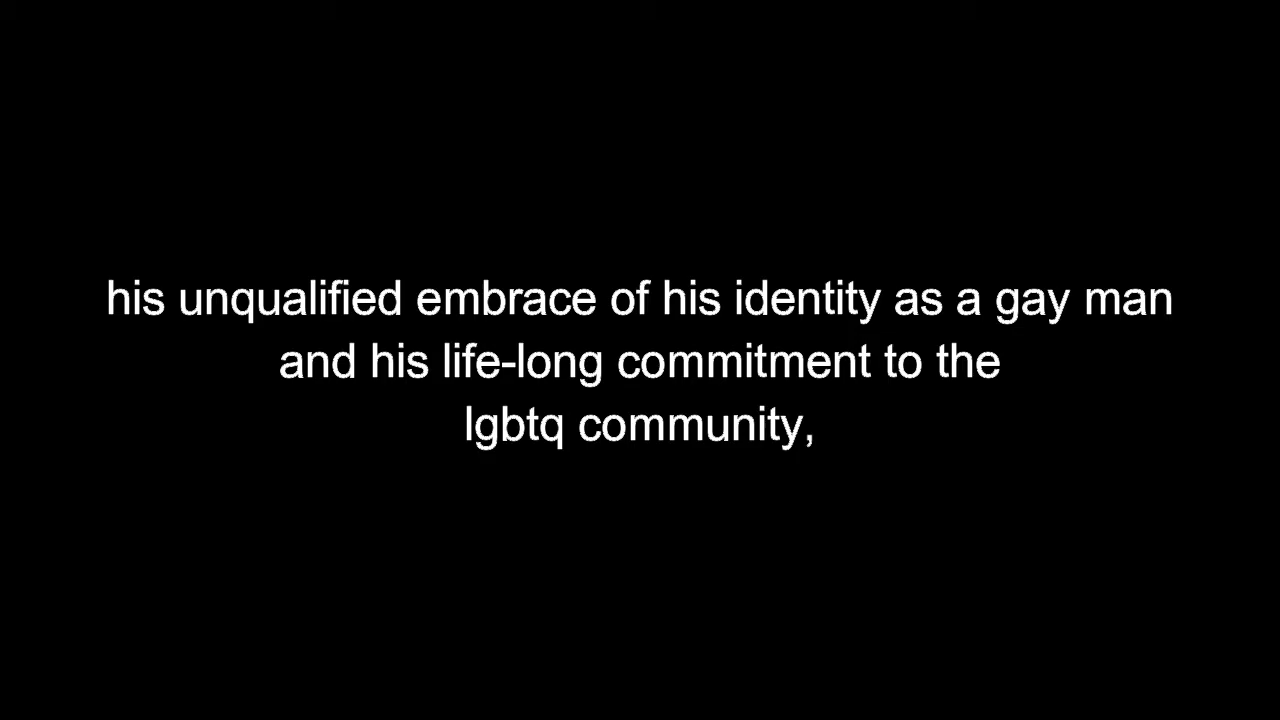 his unqualified embrace of his identity as a gay man
and his life-long commitment to the
lgbtq community,